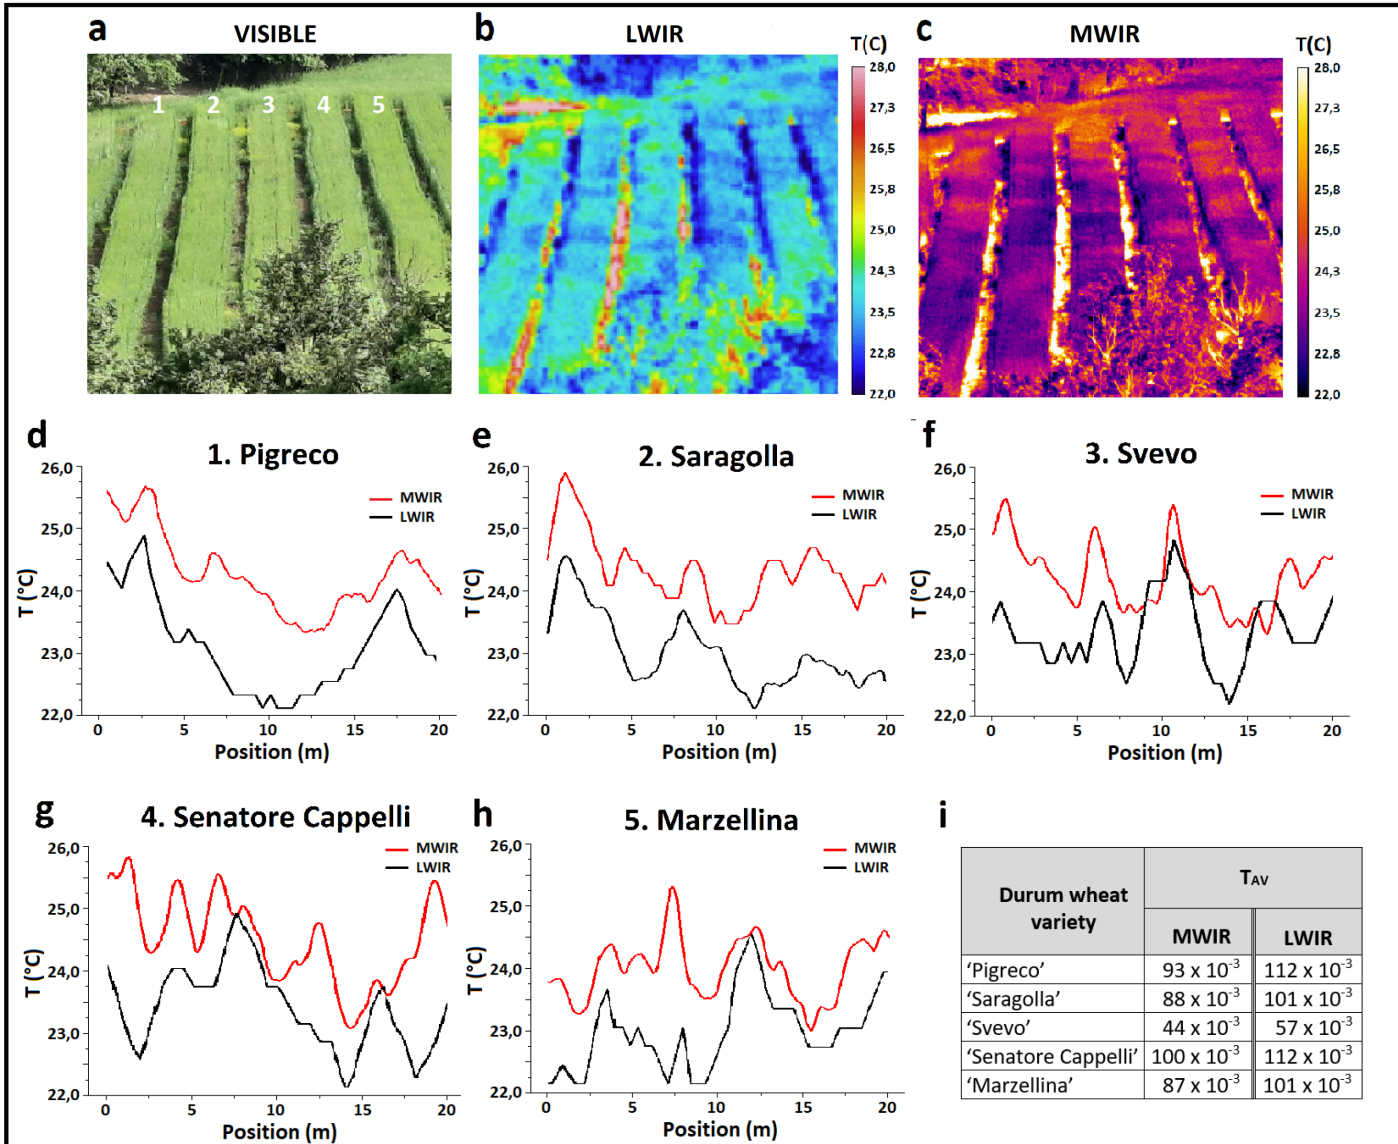 a
VISIBLE
1 2 3 4 5
b
LWIR
T(C)
28,0
27,3
26,5
25,8
25,0
24,3
23,5
22,8
22,0
c
MWIR
T(C)
28,0
27,3
26,5
25,8
25,0
24,3
23,5
22,8
22,0
d
1. Pigreco
MWIR
LWIR
T (°C)
26,0
25,0
24,0
23,0
22,0
0 5 10 15 20
Position (m)
e
2. Saragolla
MWIR
LWIR
T (°C)
26,0
25,0
24,0
23,0
22,0
0 5 10 15 20
Position (m)
f
3. Svevo
MWIR
LWIR
T (°C)
26,0
25,0
24,0
23,0
22,0
0 5 10 15 20
Position (m)
g
4. Senatore Cappelli
MWIR
LWIR
T (°C)
26,0
25,0
24,0
23,0
22,0
0 5 10 15 20
Position (m)
h
5. Marzellina
MWIR
LWIR
T (°C)
26,0
25,0
24,0
23,0
22,0
0 5 10 15 20
Position (m)
i
Durum wheat
variety
TAV
MWIR LWIR
‘Pigreco’ 93 x 10-3 112 x 10-3
‘Saragolla’ 88 x 10-3 101 x 10-3
‘Svevo’ 44 x 10-3 57 x 10-3
‘Senatore Cappelli’ 100 x 10-3 112 x 10-3
‘Marzellina’ 87 x 10-3 101 x 10-3